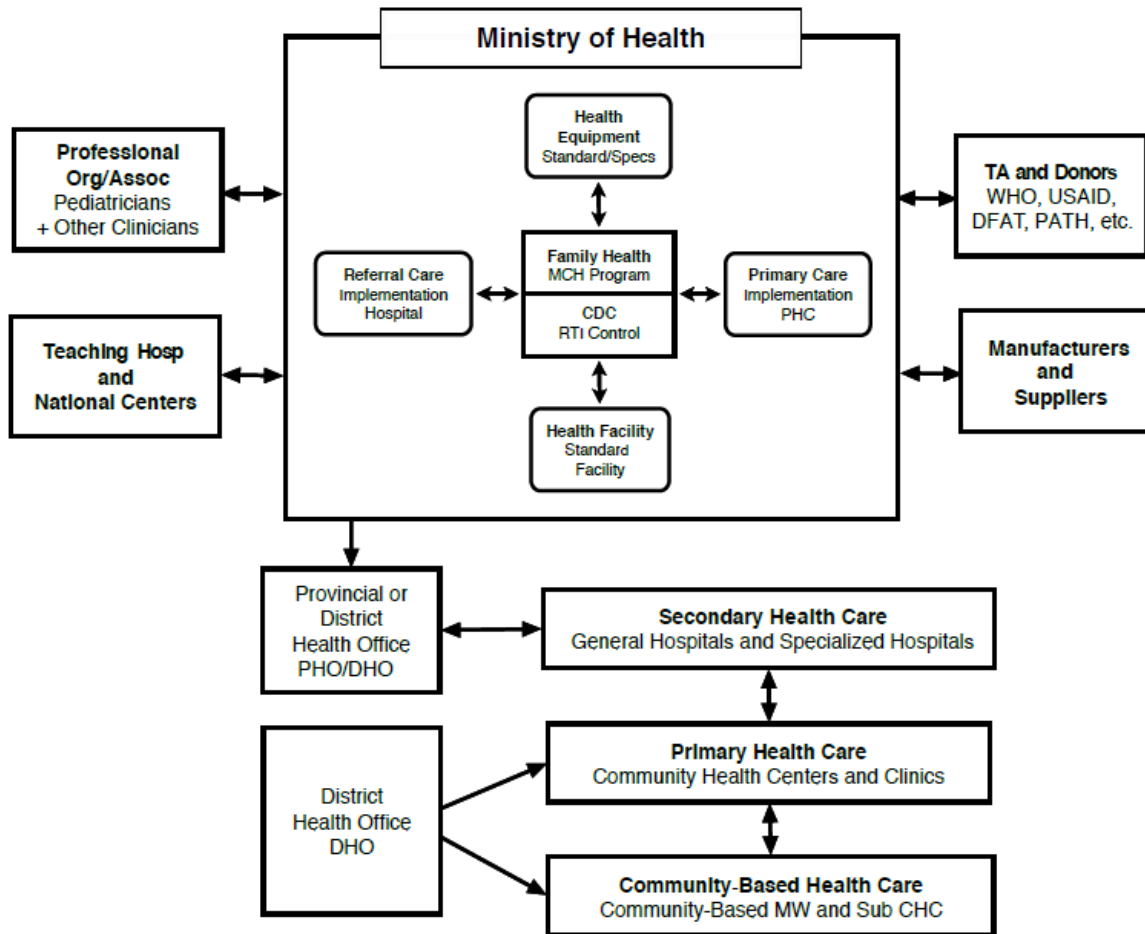 Ministry of Health
Health
Equipment
Standard/Specs
Professional
Org/Assoc
Pediatricians
+ Other Clinicians
TA and Donors
WHO, USAID,
DFAT, PATH, etc.
Referral Care
Implementation
Hospital
Family Health
MCH Program
CDC
RTI Control
Primary Care
Implementation
PHC
Teaching Hosp
and
National Centers
Manufacturers
and
Suppliers
Health Facility
Standard
Facility
Provincial or
District
Health Office
PHO/DHO
Secondary Health Care
General Hospitals and Specialized Hospitals
District
Health Office
DHO
Primary Health Care
Community Health Centers and Clinics
Community-Based Health Care
Community-Based MW and Sub CHC